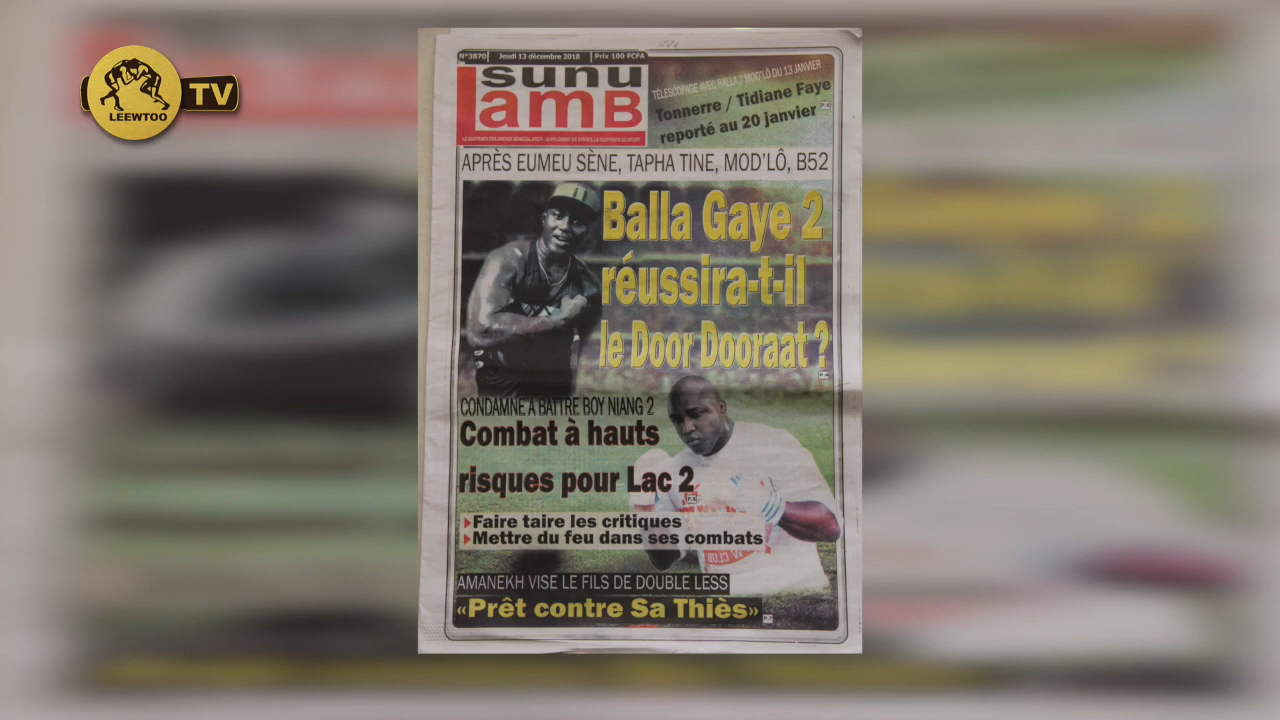 LEEWTOO
TV
N°3870 Jeudi 13 décembre 2018 Prix 100 FCFA
sunu
lamB
TÉLESCOPAGE AVEC BALLA / MOD'LÔ DU 13 JANVIER
Tonnerre / Tidiane Faye
reporté au 20 janvier
APRÈS EUMEU SÈNE, TAPHA TINE, MOD'LÔ, B52
Balla Gaye 2
réussira-t-il
le Door Dooraat ?
CONDAMNÉ À BATTRE BOY NIANG 2
Combat à hauts
risques pour Lac 2
Faire taire les critiques
Mettre du feu dans ses combats
AMANEKH VISE LE FILS DE DOUBLE LESS
«Prêt contre Sa Thiès»